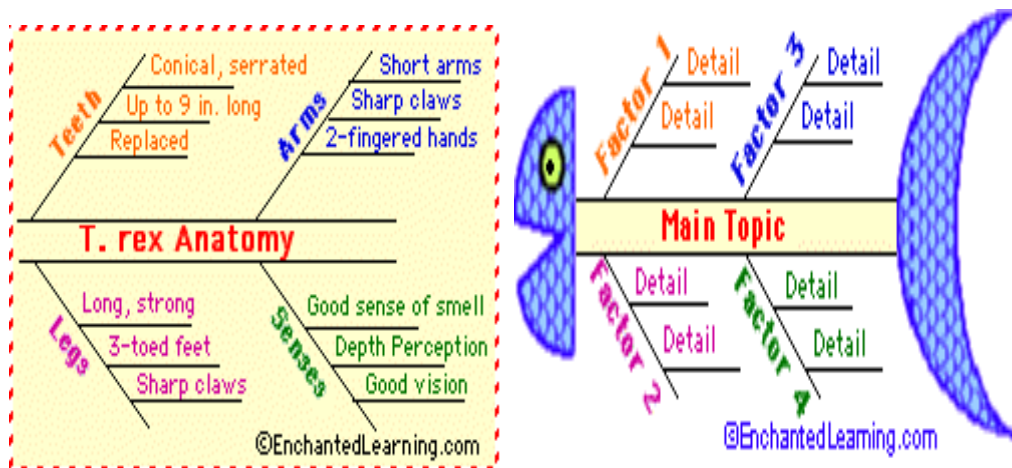 Teeth
Conical, serrated
Up to 9 in. long
Replaced
Arms
Short arms
Sharp claws
2-fingered hands
T. rex Anatomy
Legs
Long, strong
3-toed feet
Sharp claws
Senses
Good sense of smell
Depth Perception
Good vision
©EnchantedLearning.com
Factor 1
Detail
Detail
Factor 3
Detail
Detail
Main Topic
Factor 2
Detail
Detail
Factor 4
Detail
Detail
©EnchantedLearning.com